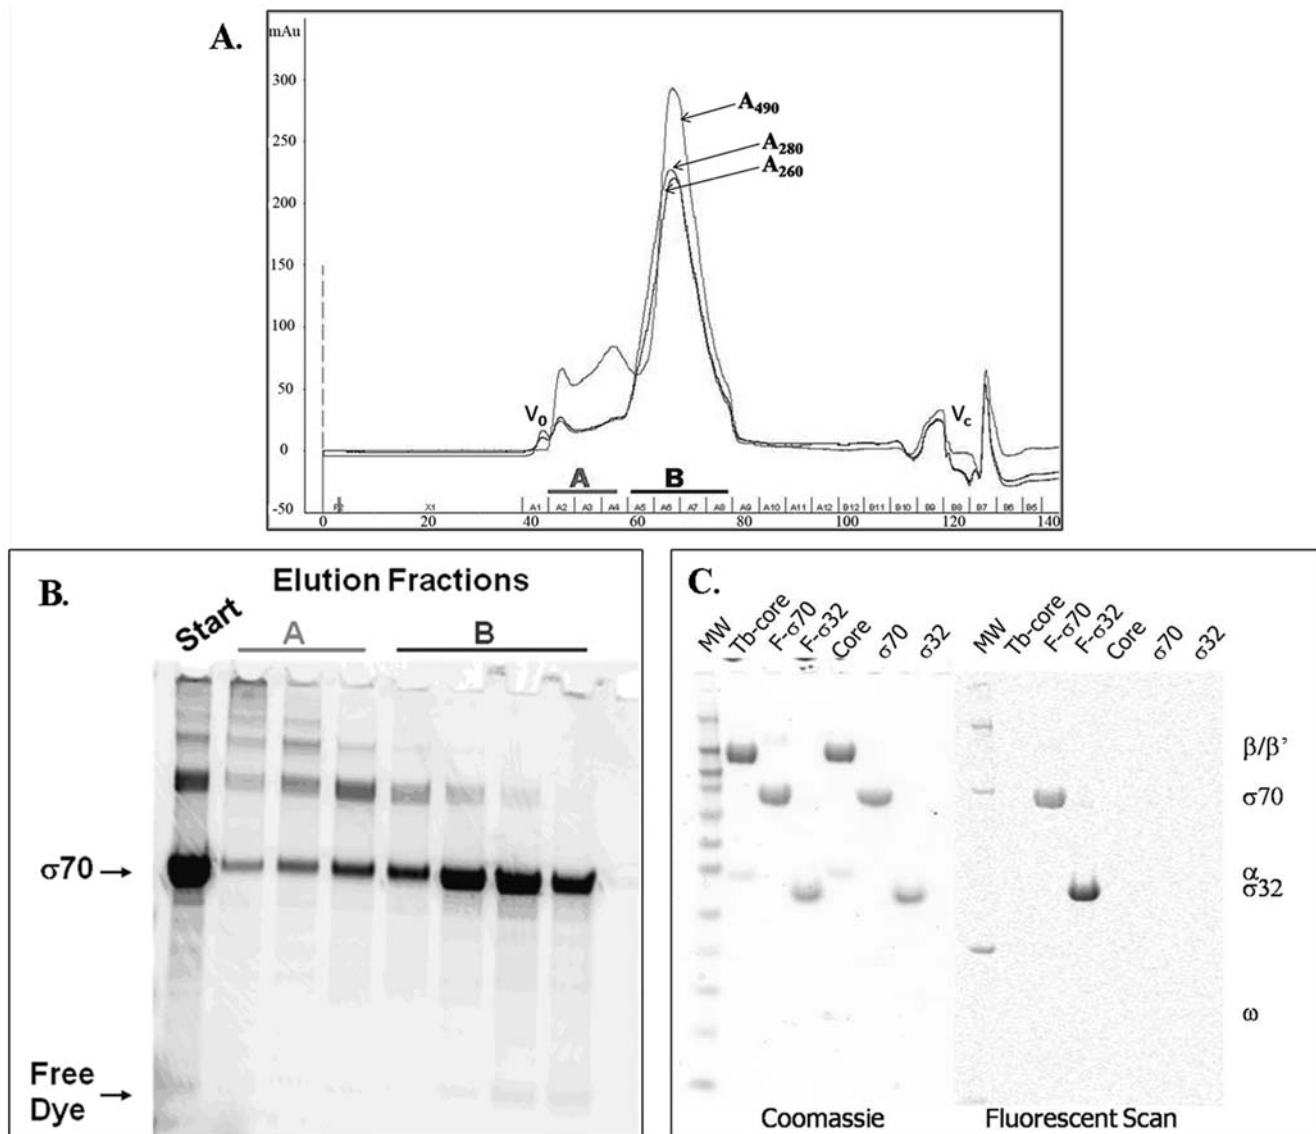 A.
mAu
300
250
200
150
100
50
0
-50
A490
A280
A260
V0
Vc
A
B
F2 X1 A1 A2 A3 A4 A5 A6 A7 A8 A9 A10 A11 A12 B12 B11 B10 B9 B8 B7 B6 B5
0 20 40 60 80 100 120 140
B.
Elution Fractions
Start
A
B
σ70
Free
Dye
C.
MW Tb-core F-σ70 F-σ32 Core σ70 σ32
MW Tb-core F-σ70 F-σ32 Core σ70 σ32
β/β’
σ70
α
σ32
ω
Coomassie
Fluorescent Scan